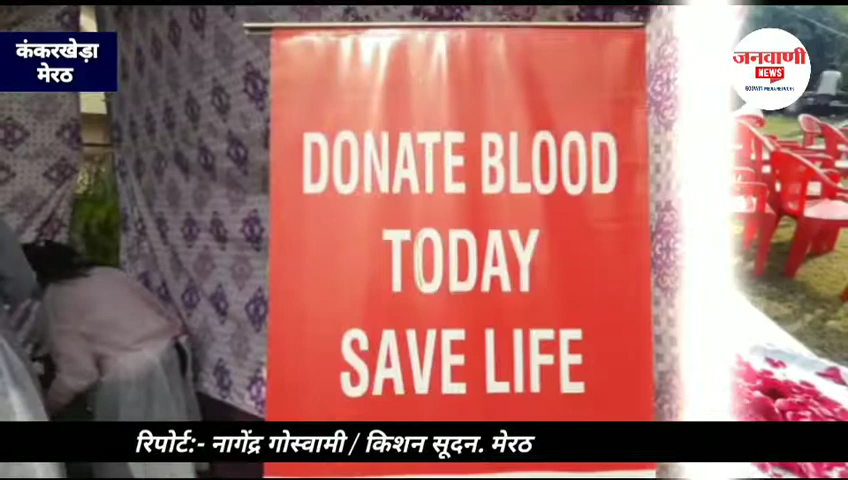 कंकरखेड़ा
मेरठ
जनवाणी
NEWS
DONATE BLOOD
TODAY
SAVE LIFE
रिपोर्ट:- नागेंद्र गोस्वामी / किशन सूदन. मेरठ